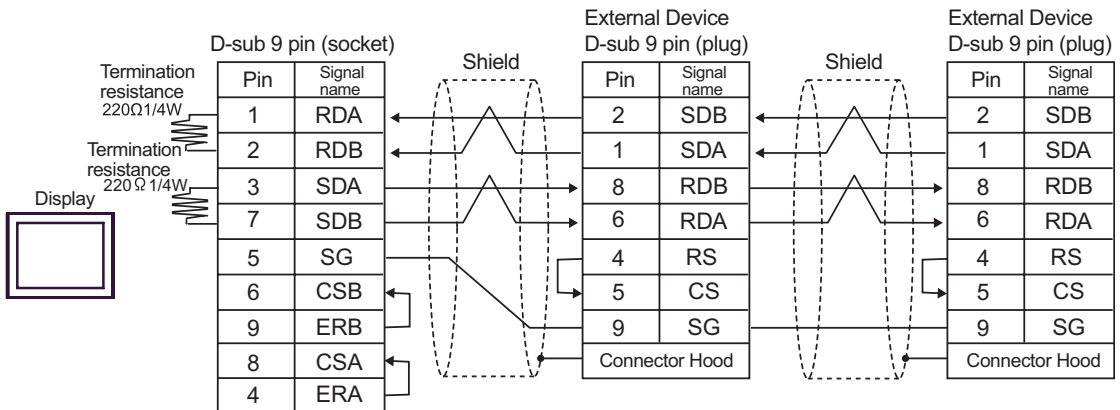 External Device
External Device
D-sub 9 pin (socket)
D-sub 9 pin (plug)
D-sub 9 pin (plug)
Shield
Shield
Termination
resistance
220Ω1/4W
Termination
resistance
220Ω1/4W
Display
Pin Signal name
1 RDA
2 RDB
3 SDA
7 SDB
5 SG
6 CSB
9 ERB
8 CSA
4 ERA
Pin Signal name
2 SDB
1 SDA
8 RDB
6 RDA
4 RS
5 CS
9 SG
Connector Hood
Pin Signal name
2 SDB
1 SDA
8 RDB
6 RDA
4 RS
5 CS
9 SG
Connector Hood